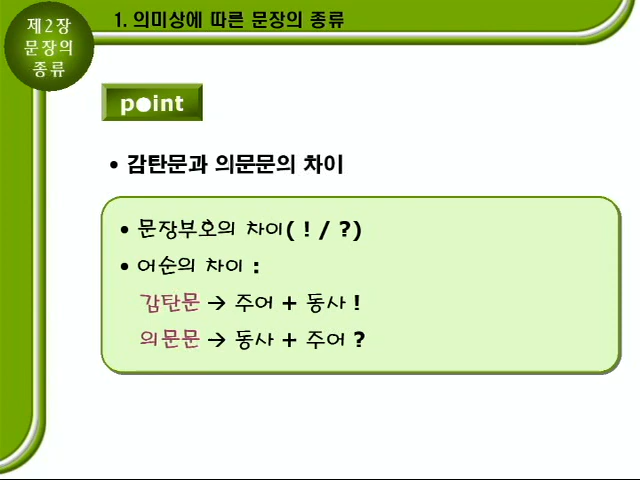 제2장
문장의
종류
1. 의미상에 따른 문장의 종류
point
• 감탄문과 의문문의 차이
• 문장부호의 차이( ! / ?)
• 어순의 차이 :
감탄문 → 주어 + 동사 !
의문문 → 동사 + 주어 ?